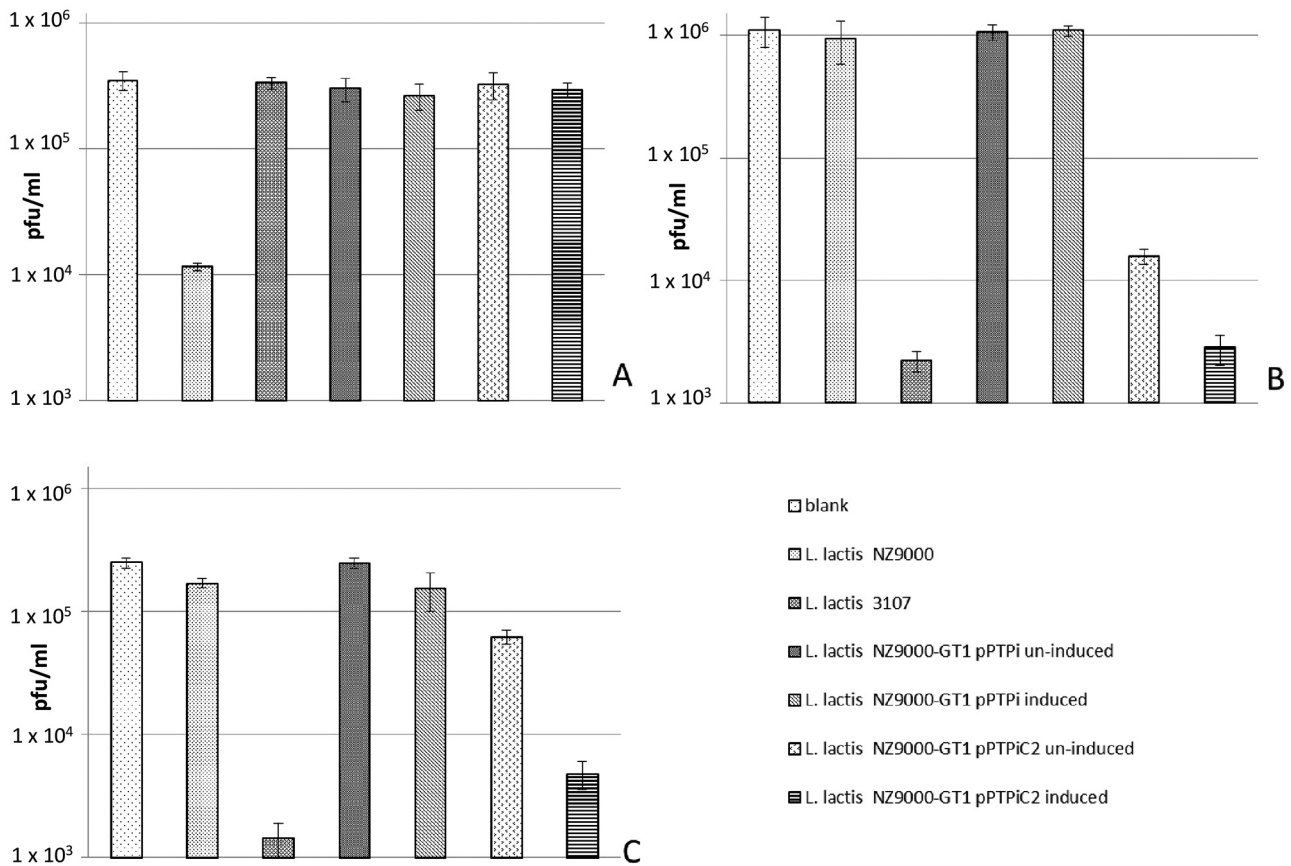 1 x 10⁶
1 x 10⁵
1 x 10⁴
1 x 10³
pfu/ml
A
1 x 10⁶
1 x 10⁵
1 x 10⁴
1 x 10³
pfu/ml
B
1 x 10⁶
1 x 10⁵
1 x 10⁴
1 x 10³
pfu/ml
C
blank
L. lactis NZ9000
L. lactis 3107
L. lactis NZ9000-GT1 pPTPi un-induced
L. lactis NZ9000-GT1 pPTPi induced
L. lactis NZ9000-GT1 pPTPiC2 un-induced
L. lactis NZ9000-GT1 pPTPiC2 induced